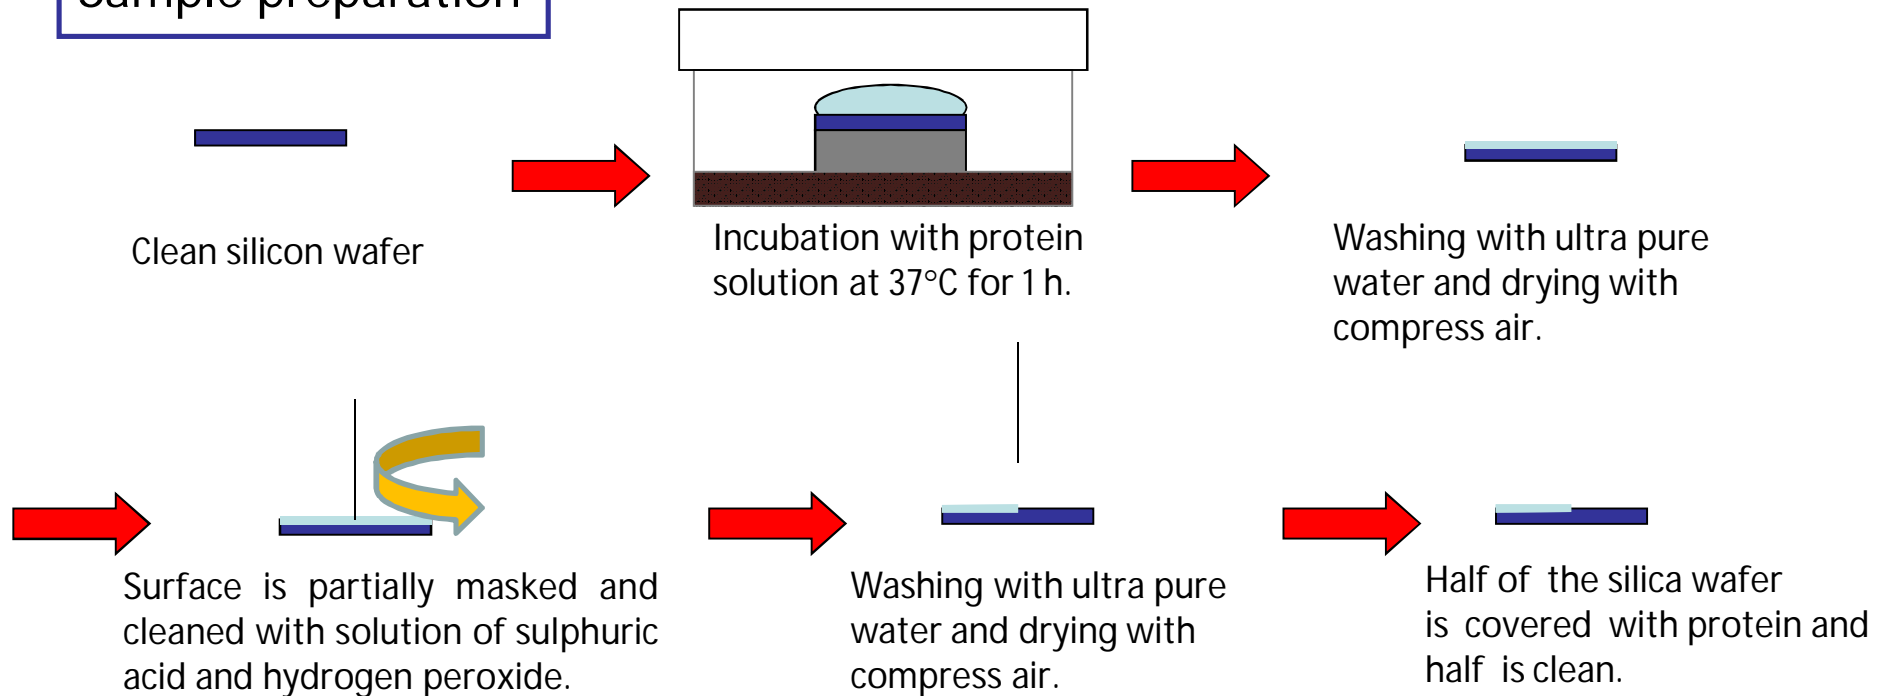 Sample preparation
Clean silicon wafer
Incubation with protein
solution at 37°C for 1 h.
Washing with ultra pure
water and drying with
compress air.
Surface is partially masked and
cleaned with solution of sulphuric
acid and hydrogen peroxide.
Washing with ultra pure
water and drying with
compress air.
Half of the silica wafer
is covered with protein and
half is clean.